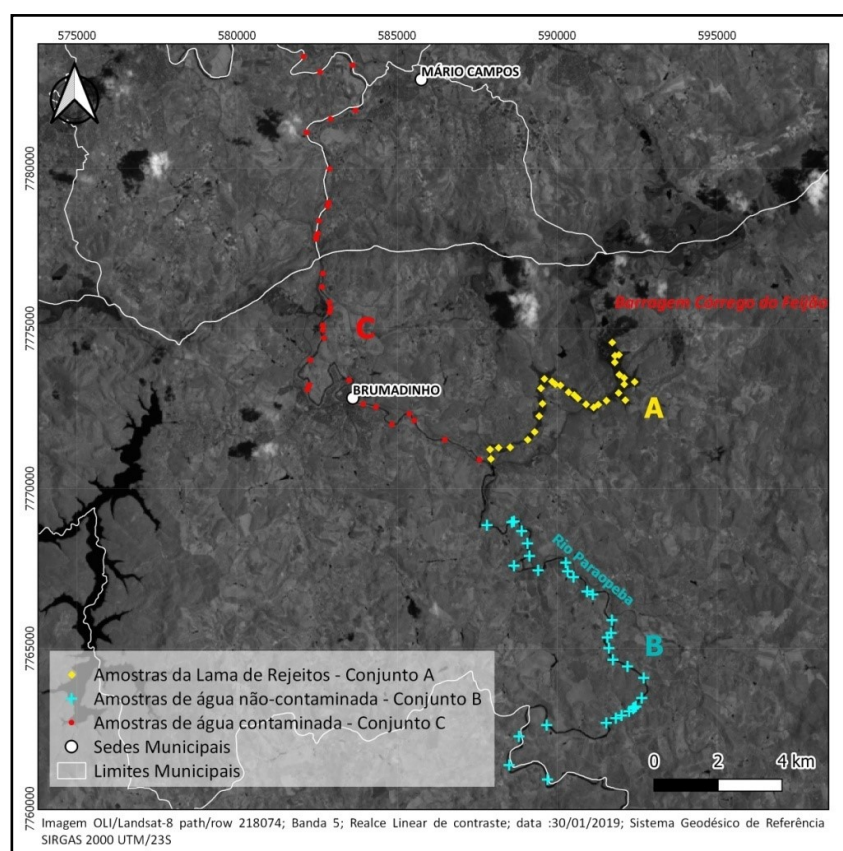 575000 580000 585000 590000 595000
MÁRIO CAMPOS
7780000
Barragem Córrego do Feijão
7775000
C
BRUMADINHO
A
7770000
Rio Paraopeba
B
7765000
Amostras da Lama de Rejeitos - Conjunto A
Amostras de água não-contaminada - Conjunto B
Amostras de água contaminada - Conjunto C
Sedes Municipais
Limites Municipais
0 2 4 km
7760000
Imagem OLI/Landsat-8 path/row 218074; Banda 5; Realce Linear de contraste; data :30/01/2019; Sistema Geodésico de Referência
SIRGAS 2000 UTM/23S